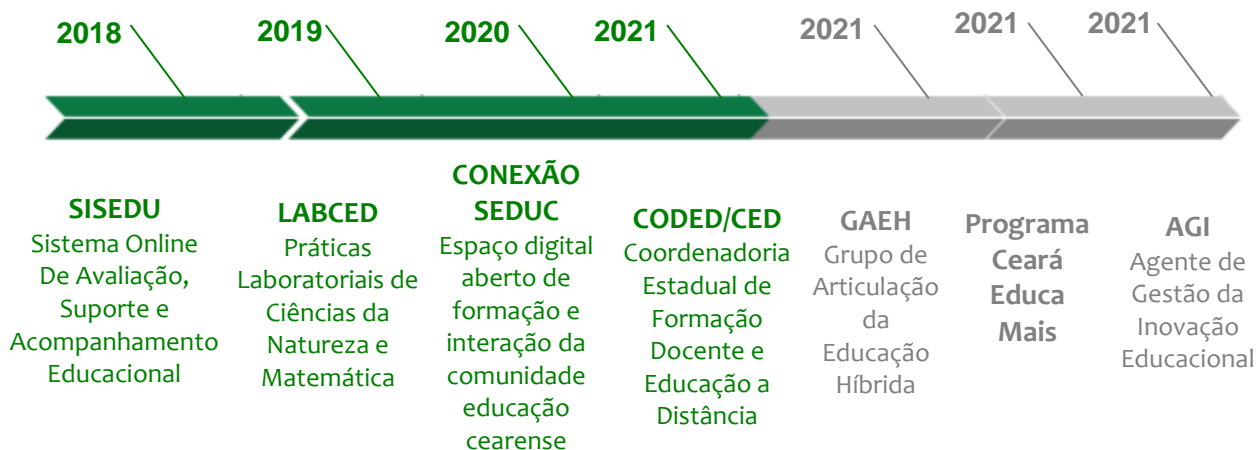 2018
2019
2020
2021
2021
2021
2021
SISEDU
Sistema Online
De Avaliação,
Suporte e
Acompanhamento
Educacional
LABCED
Práticas
Laboratoriais de
Ciências da
Natureza e
Matemática
CONEXÃO
SEDUC
Espaço digital
aberto de
formação e
interação da
comunidade
educação
cearense
CODED/CED
Coordenadoria
Estadual de
Formação
Docente e
Educação a
Distância
GAEH
Grupo de
Articulação
da
Educação
Híbrida
Programa
Ceará
Educa
Mais
AGI
Agente de
Gestão da
Inovação
Educacional